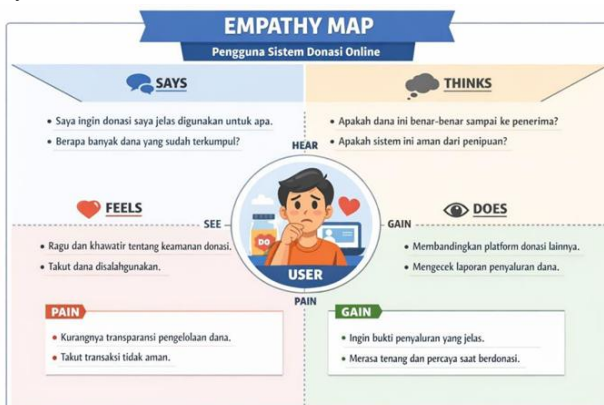 EMPATHY MAP
Pengguna Sistem Donasi Online
SAYS
• Saya ingin donasi saya jelas digunakan untuk apa.
• Berapa banyak dana yang sudah terkumpul?
THINKS
• Apakah dana ini benar-benar sampai ke penerima?
• Apakah sistem ini aman dari penipuan?
HEAR
FEELS
• Ragu dan khawatir tentang keamanan donasi.
• Takut dana disalahgunakan.
SEE
DO
USER
GAIN
DOES
• Membandingkan platform donasi lainnya.
• Mengecek laporan penyaluran dana.
PAIN
PAIN
• Kurangnya transparansi pengelolaan dana.
• Takut transaksi tidak aman.
GAIN
• Ingin bukti penyaluran yang jelas.
• Merasa tenang dan percaya saat berdonasi.